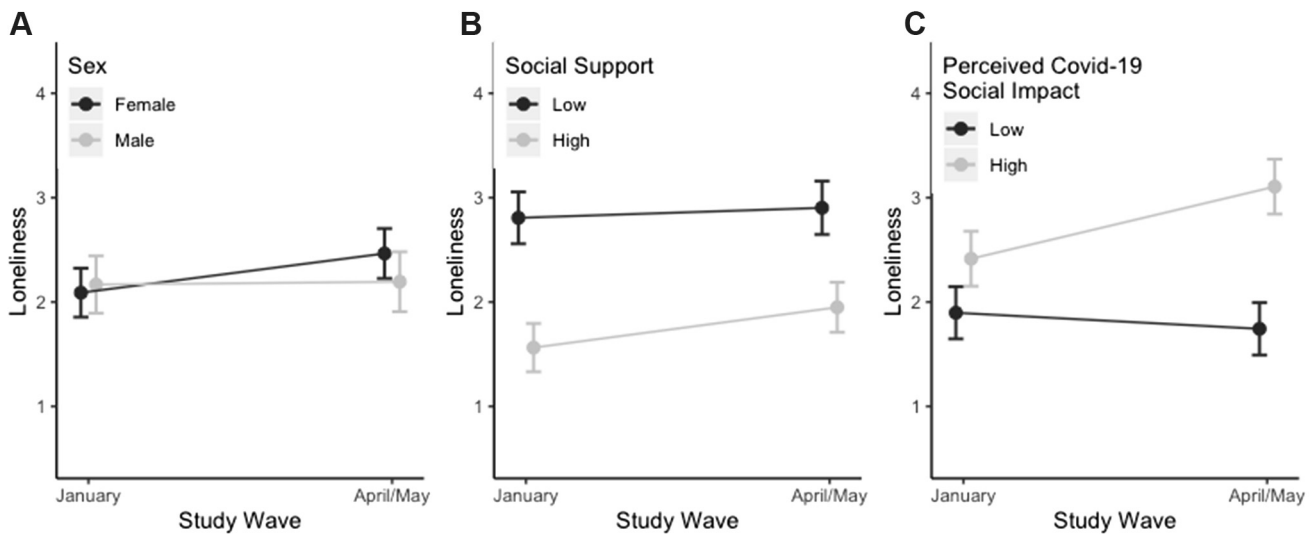 A
Sex
Female
Male
4
3
2
1
Loneliness
January
April/May
Study Wave
B
Social Support
Low
High
4
3
2
1
Loneliness
January
April/May
Study Wave
C
Perceived Covid-19
Social Impact
Low
High
4
3
2
1
Loneliness
January
April/May
Study Wave